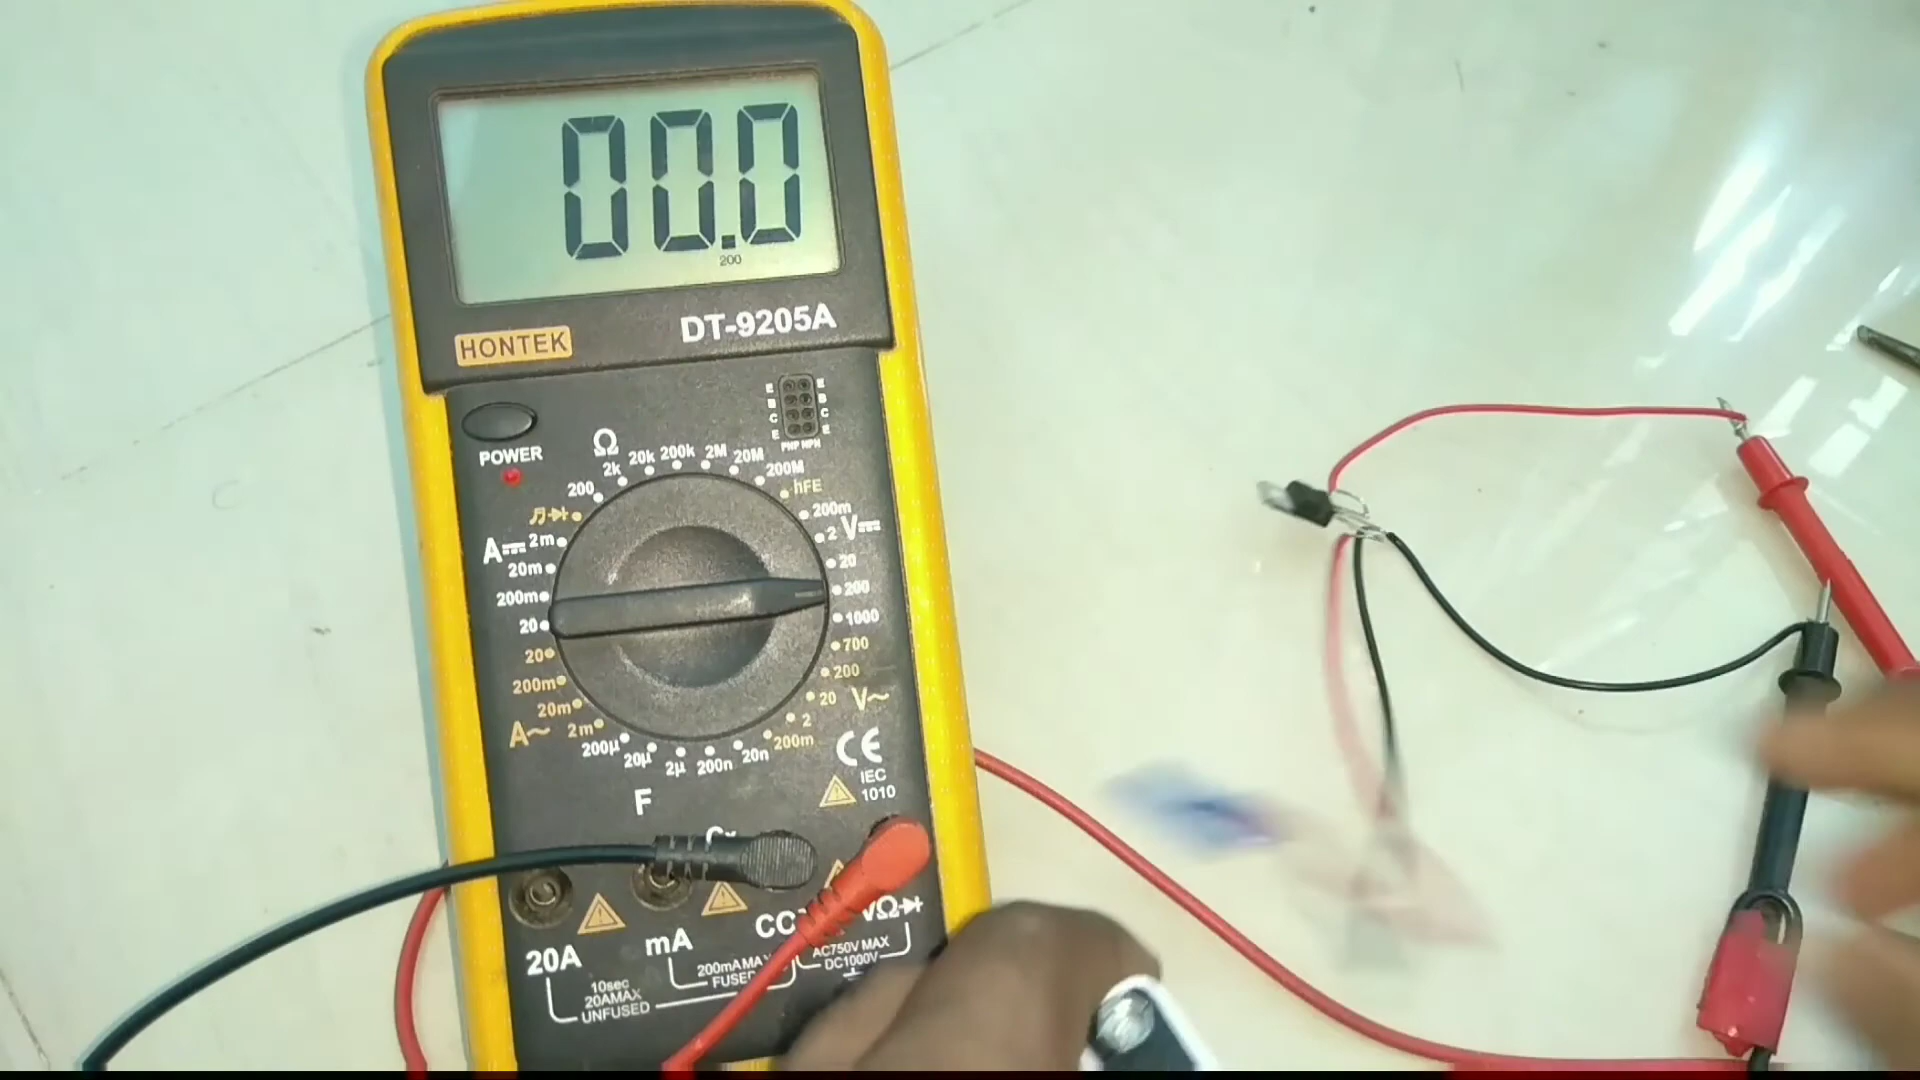 00.0
200
HONTEK
DT-9205A
POWER
Ω
200
2k
20k
200k
2M
20M
200M
hFE
E
B
C
E
E
B
C
E
PNP NPN
200m
2
20
200
1000
V
700
200
20
2
200m
V~
A
2m
20m
200m
20
20
200m
20m
2m
A~
200µ
20µ
2µ
200n
20n
F
CE
IEC
1010
20A
mA
VΩ
10sec
20AMAX
UNFUSED
200mA
AC750V MAX
DC1000V